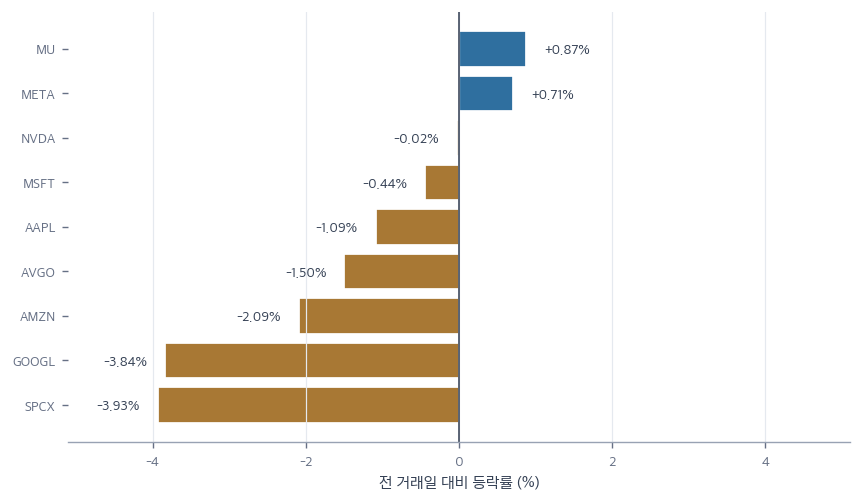 MU +0.87%
META +0.71%
NVDA -0.02%
MSFT -0.44%
AAPL -1.09%
AVGO -1.50%
AMZN -2.09%
GOOGL -3.84%
SPCX -3.93%
-4 -2 0 2 4
전 거래일 대비 등락률 (%)